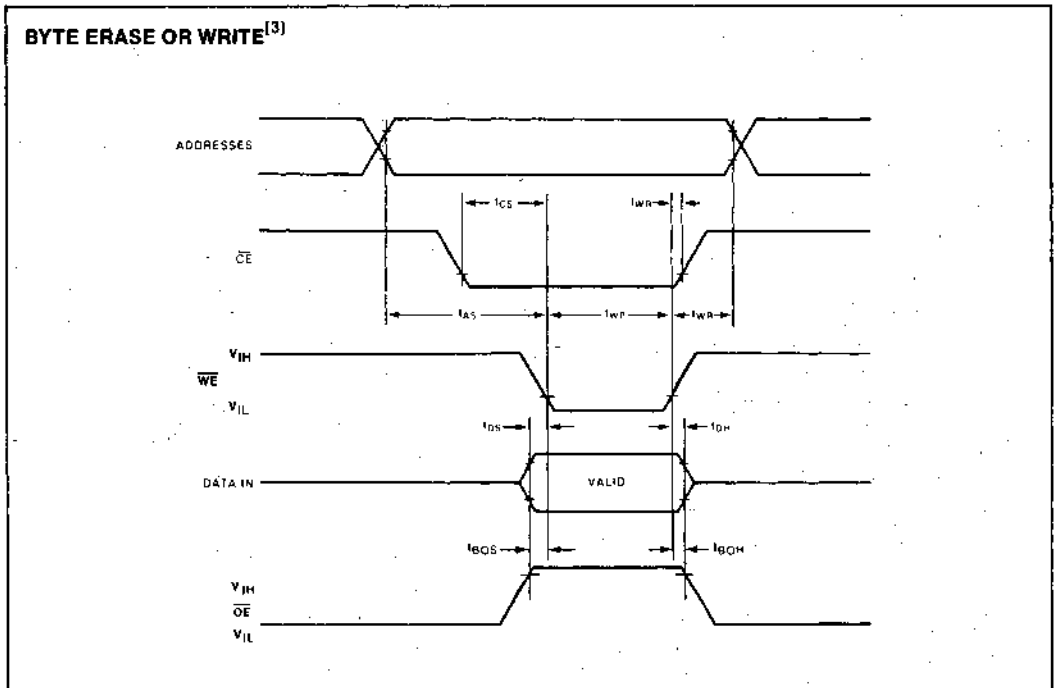 BYTE ERASE OR WRITE[3]
ADDRESSES
tCS
tWR
CE
tAS
tWP
tWR
VIH
WE
VIL
tDS
tDH
DATA IN
VALID
tBOS
tBOH
VIH
OE
VIL